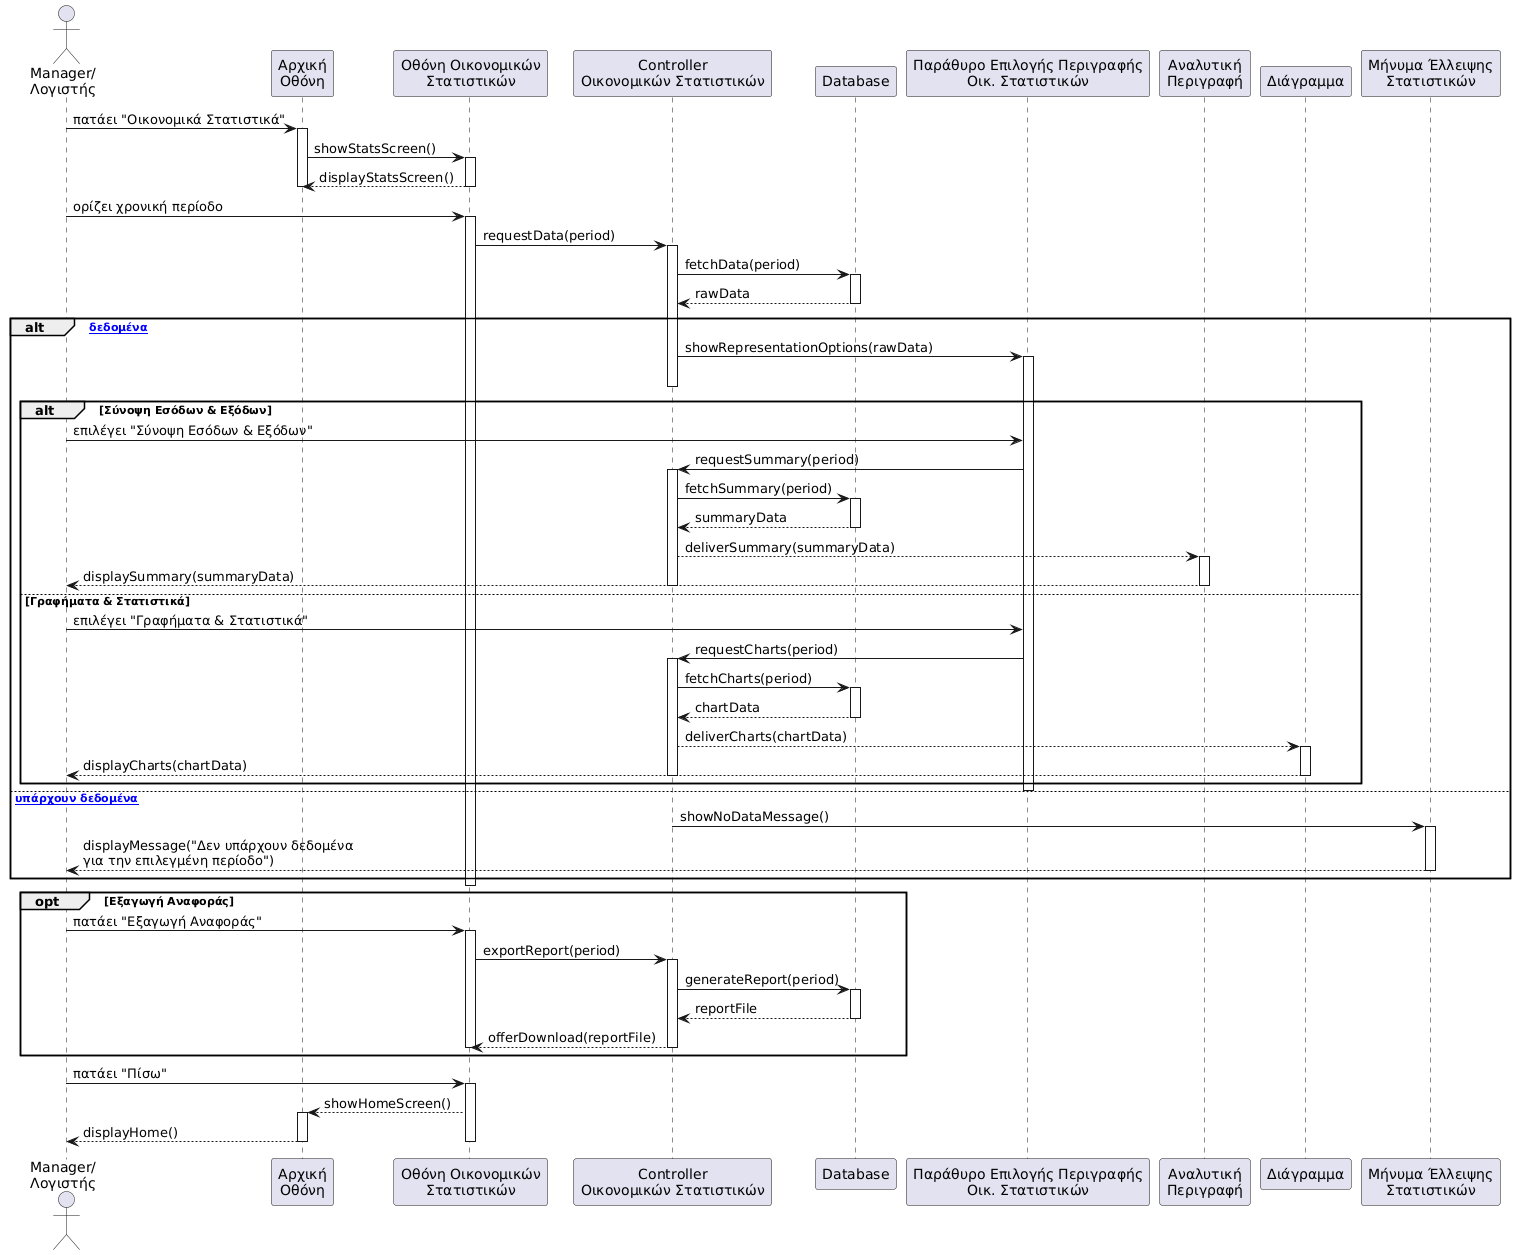 Manager/
Λογιστής
Αρχική
Οθόνη
Οθόνη Οικονομικών
Στατιστικών
Controller
Οικονομικών Στατιστικών
Database
Παράθυρο Επιλογής Περιγραφής
Οικ. Στατιστικών
Αναλυτική
Περιγραφή
Διάγραμμα
Μήνυμα Έλλειψης
Στατιστικών
πατάει "Οικονομικά Στατιστικά"
showStatsScreen()
displayStatsScreen()
ορίζει χρονική περίοδο
requestData(period)
fetchData(period)
rawData
alt δεδομένα
showRepresentationOptions(rawData)
alt [Σύνοψη Εσόδων & Εξόδων]
επιλέγει "Σύνοψη Εσόδων & Εξόδων"
requestSummary(period)
fetchSummary(period)
summaryData
deliverSummary(summaryData)
displaySummary(summaryData)
[Γραφήματα & Στατιστικά]
επιλέγει "Γραφήματα & Στατιστικά"
requestCharts(period)
fetchCharts(period)
chartData
deliverCharts(chartData)
displayCharts(chartData)
υπάρχουν δεδομένα
showNoDataMessage()
displayMessage("Δεν υπάρχουν δεδομένα
για την επιλεγμένη περίοδο")
opt [Εξαγωγή Αναφοράς]
πατάει "Εξαγωγή Αναφοράς"
exportReport(period)
generateReport(period)
reportFile
offerDownload(reportFile)
πατάει "Πίσω"
showHomeScreen()
displayHome()
Manager/
Λογιστής
Αρχική
Οθόνη
Οθόνη Οικονομικών
Στατιστικών
Controller
Οικονομικών Στατιστικών
Database
Παράθυρο Επιλογής Περιγραφής
Οικ. Στατιστικών
Αναλυτική
Περιγραφή
Διάγραμμα
Μήνυμα Έλλειψης
Στατιστικών